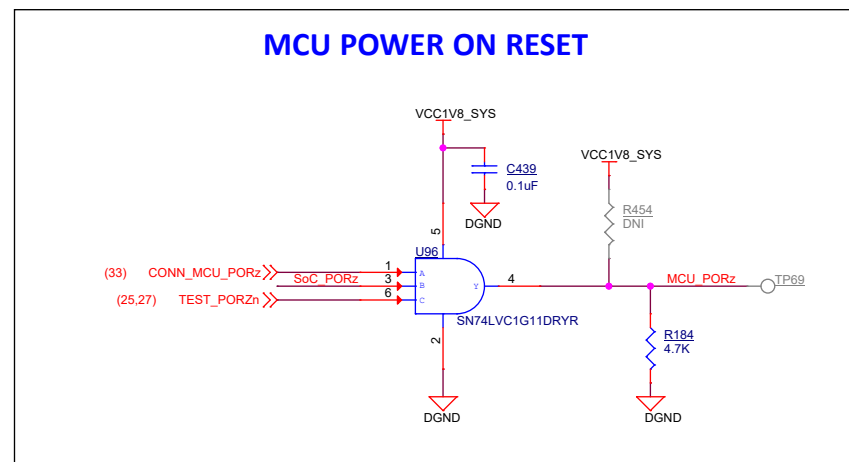 MCU POWER ON RESET
VCC1V8_SYS
VCC1V8_SYS
C439
0.1uF
R454
DNI
DGND
5
U96
(33) CONN_MCU_PORz
1
A
SoC_PORz
3
B
Y
4
MCU_PORz
TP69
(25,27) TEST_PORZn
6
C
SN74LVC1G11DRYR
2
R184
4.7K
DGND
DGND